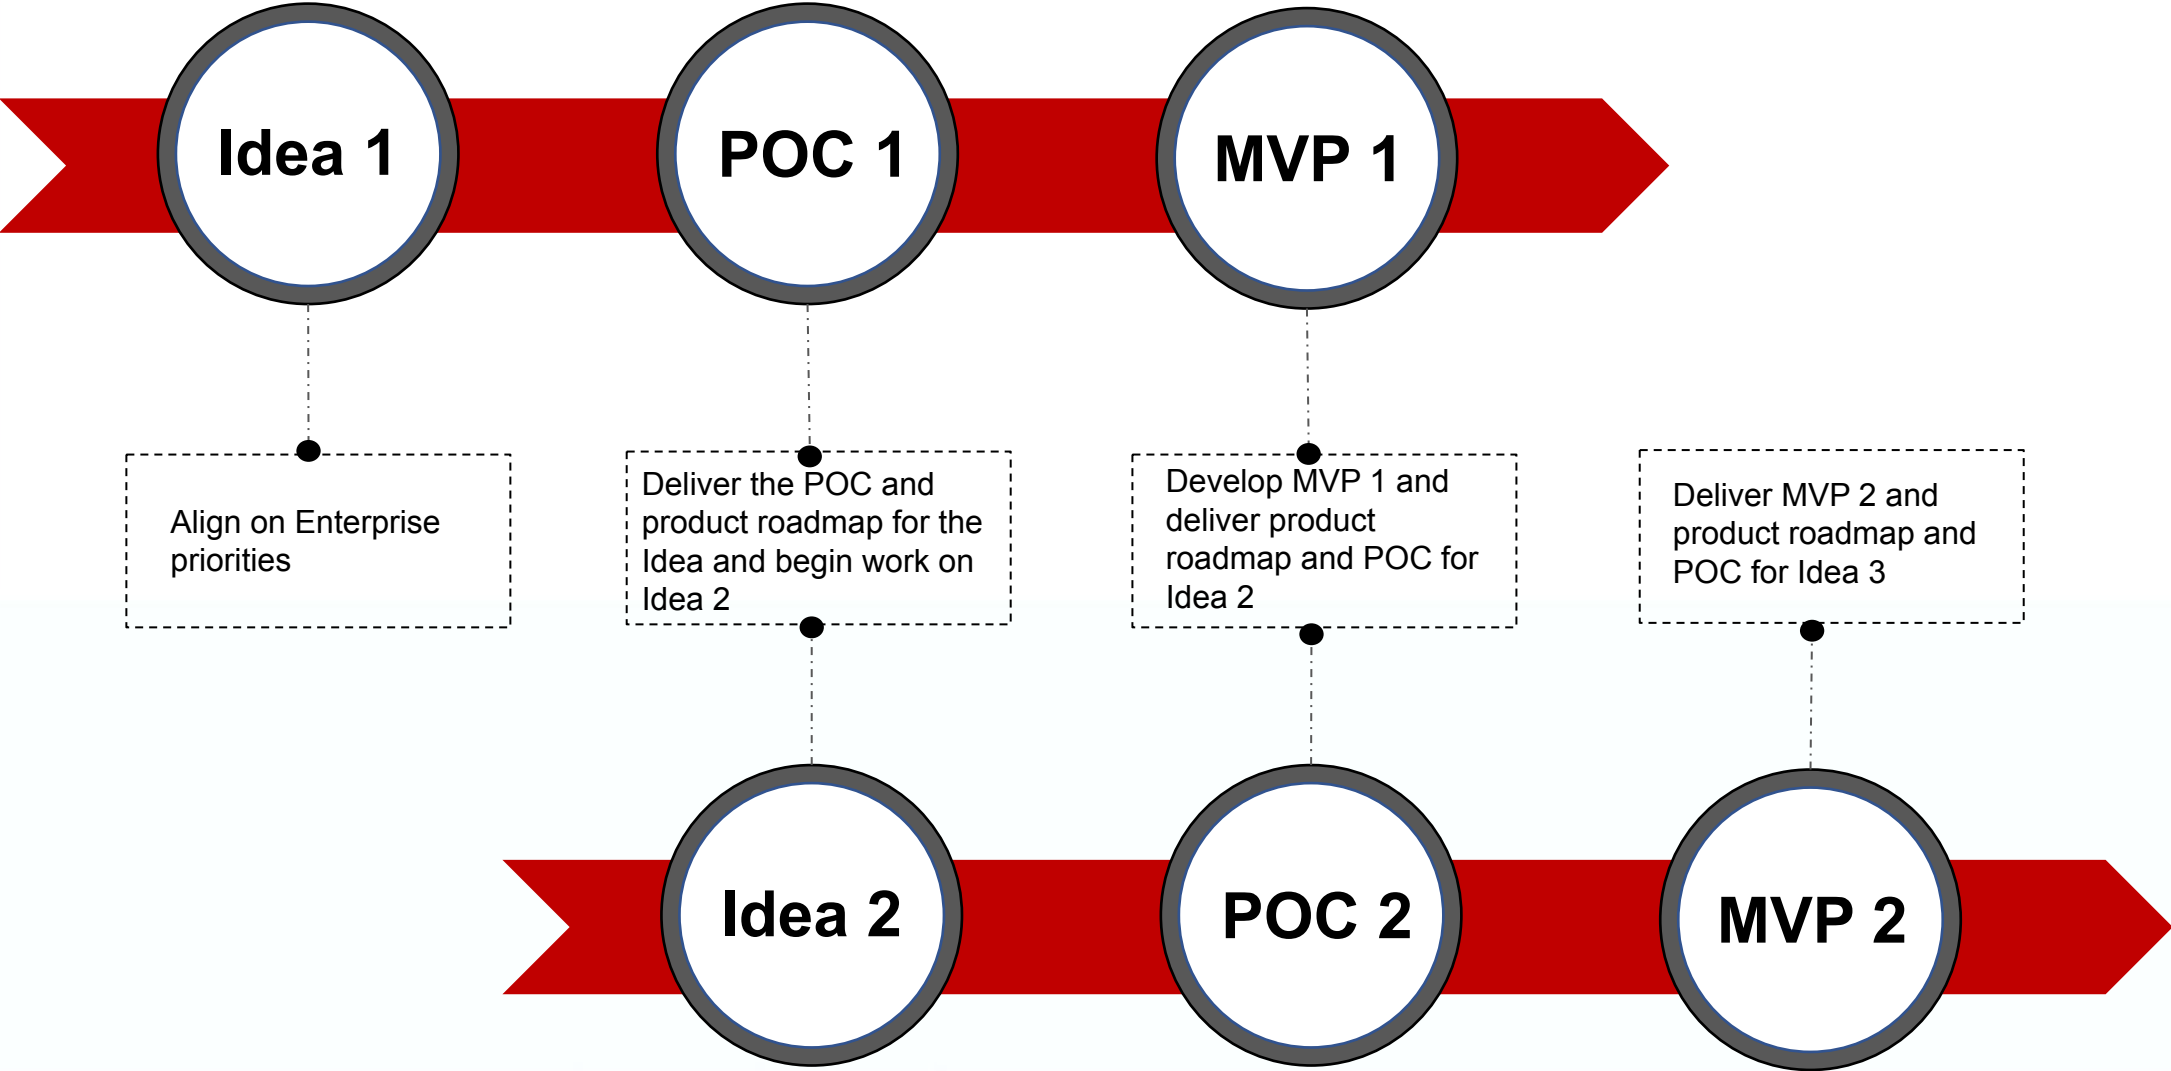 Idea 1
POC 1
MVP 1
Align on Enterprise
priorities
Deliver the POC and
product roadmap for the
Idea and begin work on
Idea 2
Develop MVP 1 and
deliver product
roadmap and POC for
Idea 2
Deliver MVP 2 and
product roadmap and
POC for Idea 3
Idea 2
POC 2
MVP 2